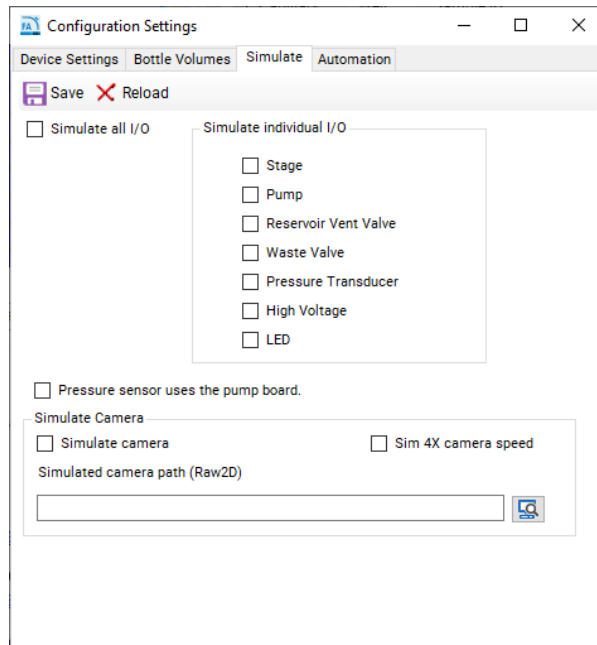 FA Configuration Settings
Device Settings Bottle Volumes Simulate Automation
Save Reload
Simulate all I/O
Simulate individual I/O
Stage
Pump
Reservoir Vent Valve
Waste Valve
Pressure Transducer
High Voltage
LED
Pressure sensor uses the pump board.
Simulate Camera
Simulate camera Sim 4X camera speed
Simulated camera path (Raw2D)